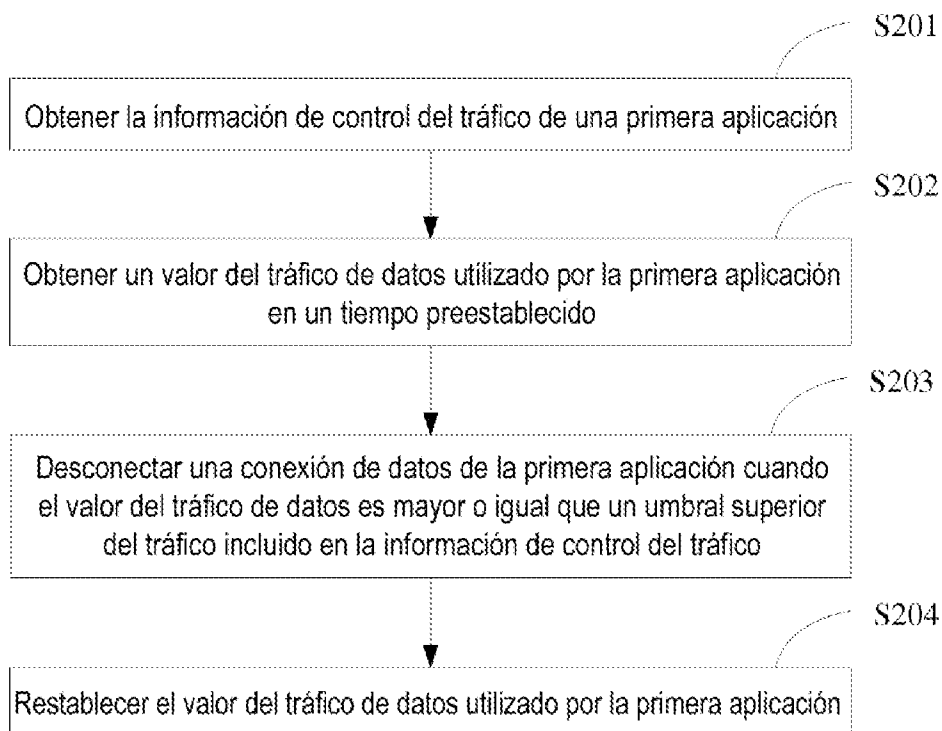 S201
Obtener la información de control del tráfico de una primera aplicación
S202
Obtener un valor del tráfico de datos utilizado por la primera aplicación
en un tiempo preestablecido
S203
Desconectar una conexión de datos de la primera aplicación cuando
el valor del tráfico de datos es mayor o igual que un umbral superior
del tráfico incluido en la información de control del tráfico
S204
Restablecer el valor del tráfico de datos utilizado por la primera aplicación